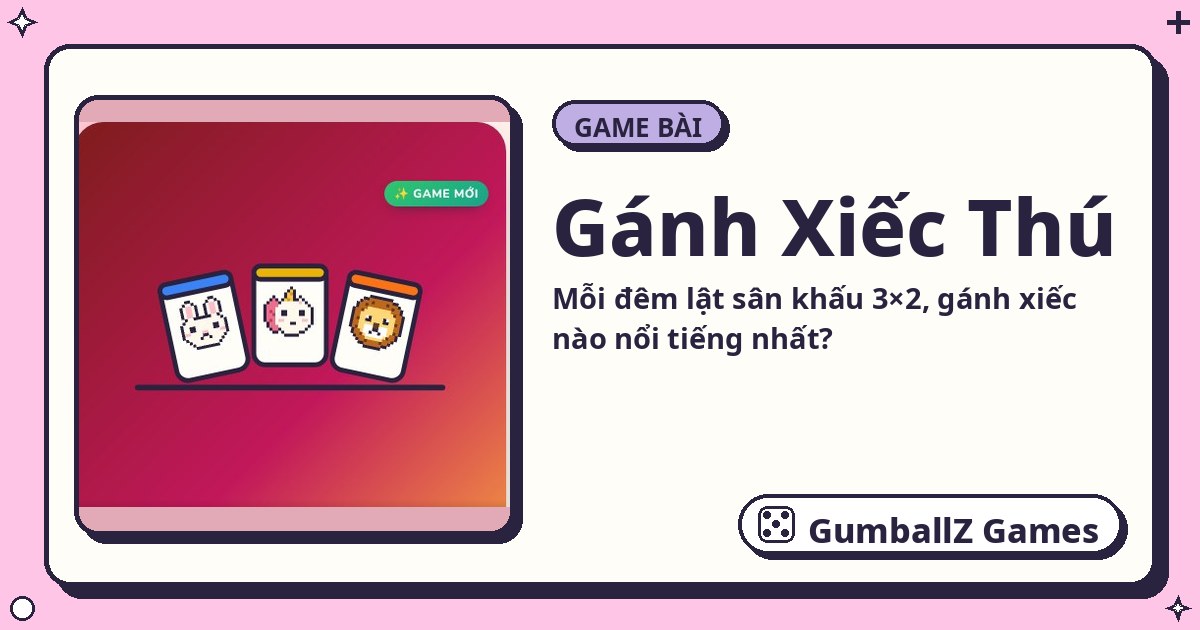 ✨ GAME MỚI
GAME BÀI
Gánh Xiếc Thú
Mỗi đêm lật sân khấu 3×2, gánh xiếc
nào nổi tiếng nhất?
GumballZ Games